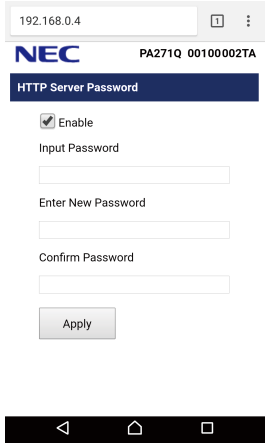 192.168.0.4
1
NEC
PA271Q 00100002TA
HTTP Server Password
Enable
Input Password
Enter New Password
Confirm Password
Apply